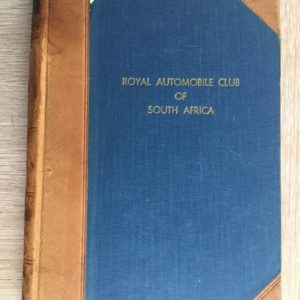 ROYAL AUTOMOBILE CLUB
OF
SOUTH AFRICA